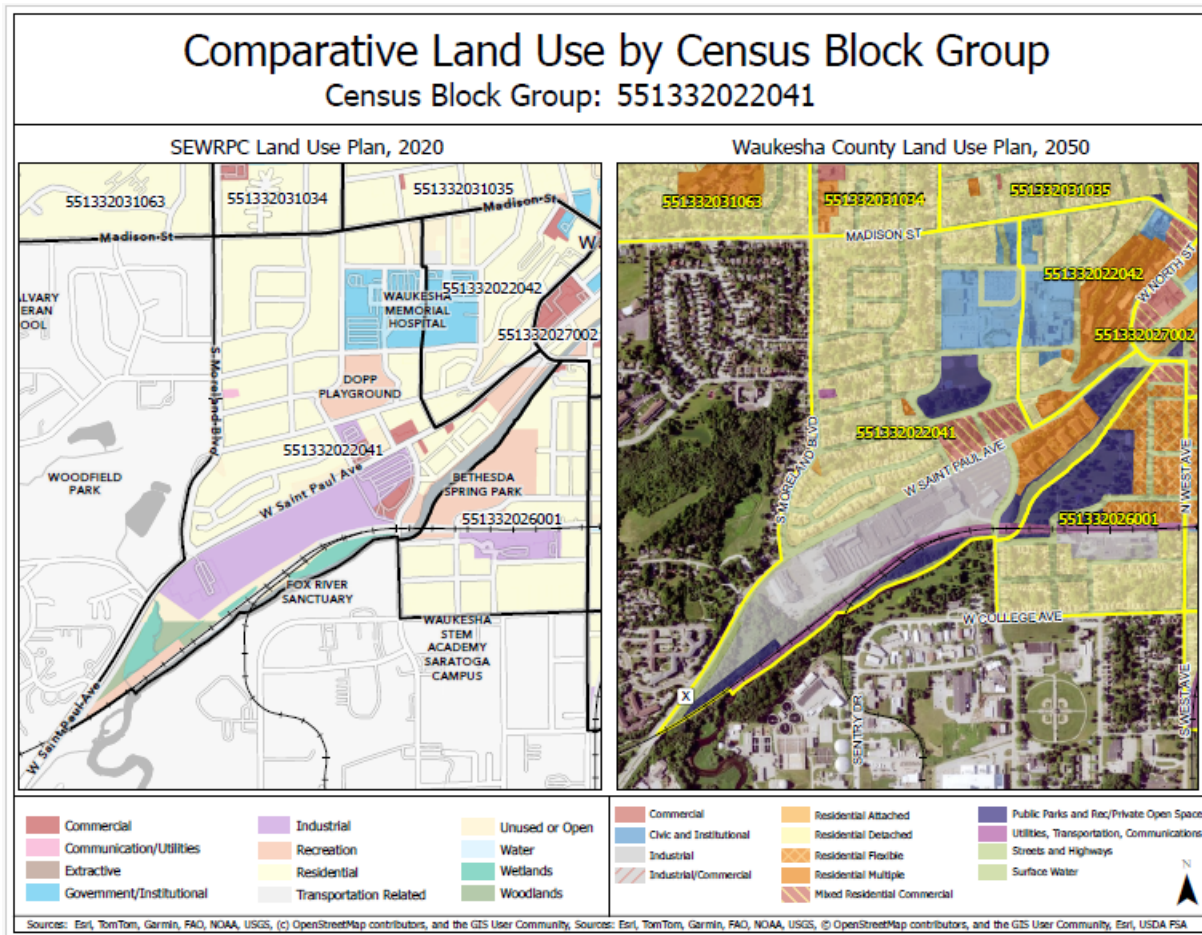 Comparative Land Use by Census Block Group
Census Block Group: 551332022041
SEWRPC Land Use Plan, 2020
551332031063
551332031034
551332031035
Madison St
Madison St
W
ALVARY
ERAN
OOL
WAUKESHA
MEMORIAL
HOSPITAL
551332022042
551332027002
S Moreland Blvd
DOPP
PLAYGROUND
551332022041
WOODFIELD
PARK
W Saint Paul Ave
BETHESDA
SPRING PARK
551332026001
FOX RIVER
SANCTUARY
WAUKESHA
STEM
ACADEMY
SARATOGA
CAMPUS
W Saint Paul Ave
Waukesha County Land Use Plan, 2050
551332031063
551332031034
551332031035
MADISON ST
551332022042
W NORTH ST
551332027002
S MORELAND BLVD
551332022041
W SAINT PAUL AVE
N WEST AVE
551332026001
W COLLEGE AVE
X
SENTRY DR
S WEST AVE
Commercial
Communication/Utilities
Extractive
Government/Institutional
Industrial
Recreation
Residential
Transportation Related
Unused or Open
Water
Wetlands
Woodlands
Commercial
Civic and Institutional
Industrial
Industrial/Commercial
Residential Attached
Residential Detached
Residential Flexible
Residential Multiple
Mixed Residential Commercial
Public Parks and Rec/Private Open Space
Utilities, Transportation, Communications
Streets and Highways
Surface Water
N
Sources: Esri, TomTom, Garmin, FAO, NOAA, USGS, (c) OpenStreetMap contributors, and the GIS User Community, Sources: Esri, TomTom, Garmin, FAO, NOAA, USGS, © OpenStreetMap contributors, and the GIS User Community, Esri, USDA FSA